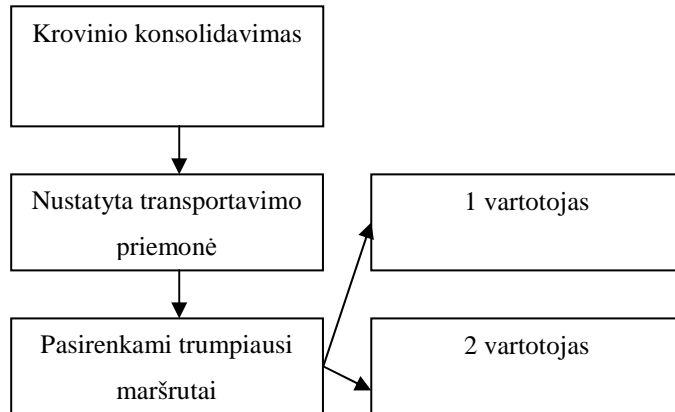 Krovinio konsolidavimas
Nustatyta transportavimo
priemonė
1 vartotojas
Pasirenkami trumpiausi
maršrutai
2 vartotojas